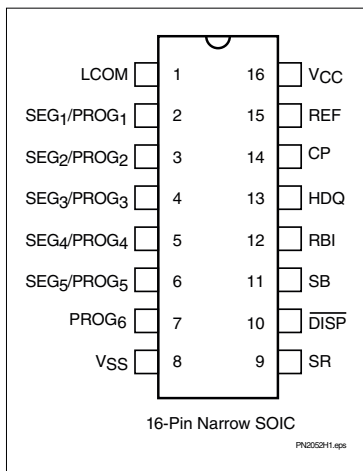 LCOM 1 16 VCC
SEG1/PROG1 2 15 REF
SEG2/PROG2 3 14 CP
SEG3/PROG3 4 13 HDQ
SEG4/PROG4 5 12 RBI
SEG5/PROG5 6 11 SB
PROG6 7 10 DISP
VSS 8 9 SR
16-Pin Narrow SOIC
PN2052H1.eps